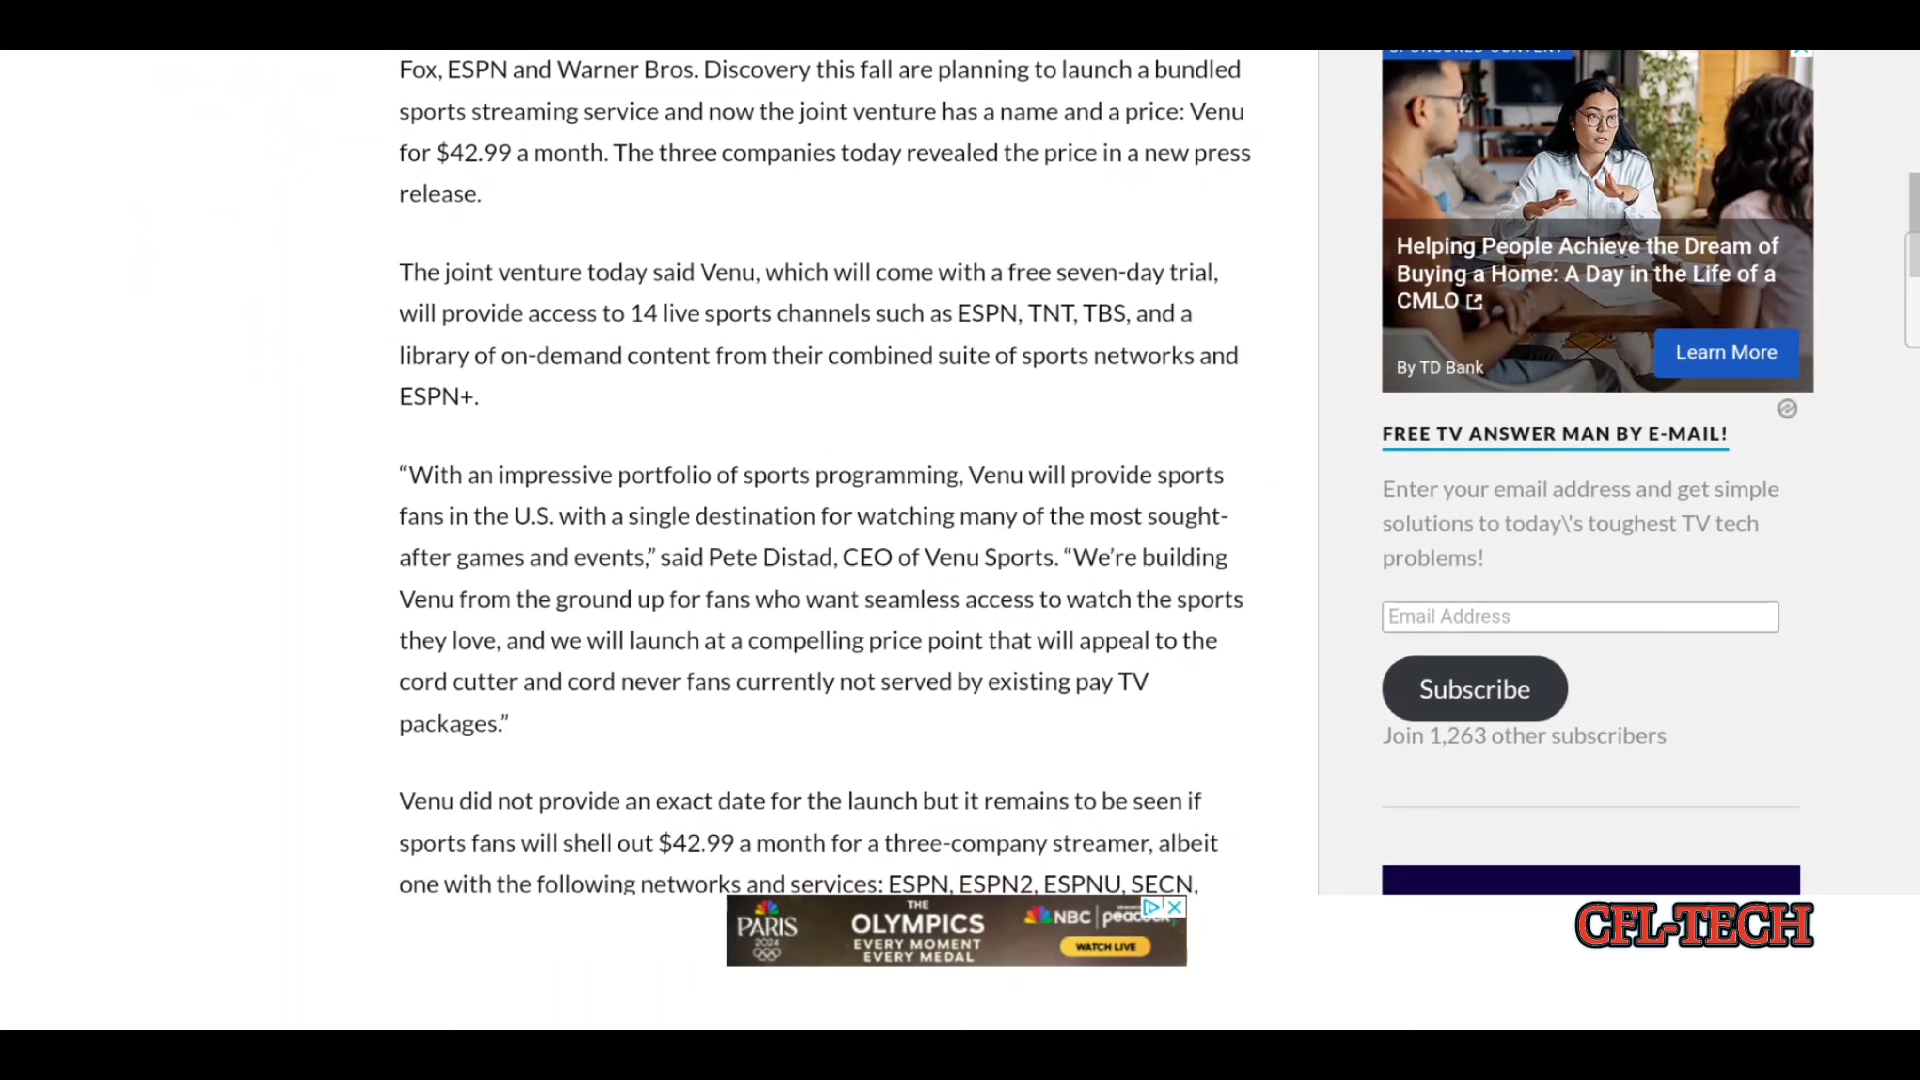 Fox, ESPN and Warner Bros. Discovery this fall are planning to launch a bundled
sports streaming service and now the joint venture has a name and a price: Venu
for $42.99 a month. The three companies today revealed the price in a new press
release.
The joint venture today said Venu, which will come with a free seven-day trial,
will provide access to 14 live sports channels such as ESPN, TNT, TBS, and a
library of on-demand content from their combined suite of sports networks and
ESPN+.
“With an impressive portfolio of sports programming, Venu will provide sports
fans in the U.S. with a single destination for watching many of the most sought-
after games and events,” said Pete Distad, CEO of Venu Sports. “We’re building
Venu from the ground up for fans who want seamless access to watch the sports
they love, and we will launch at a compelling price point that will appeal to the
cord cutter and cord never fans currently not served by existing pay TV
packages.”
Venu did not provide an exact date for the launch but it remains to be seen if
sports fans will shell out $42.99 a month for a three-company streamer, albeit
one with the following networks and services: ESPN, ESPN2, ESPNU, SECN,
SPONSORED CONTENT
Helping People Achieve the Dream of
Buying a Home: A Day in the Life of a
CMLO
By TD Bank
Learn More
FREE TV ANSWER MAN BY E-MAIL!
Enter your email address and get simple
solutions to today\'s toughest TV tech
problems!
Email Address
Subscribe
Join 1,263 other subscribers
PARIS
2024
THE
OLYMPICS
EVERY MOMENT
EVERY MEDAL
NBC
peacock
WATCH LIVE
CFL-TECH